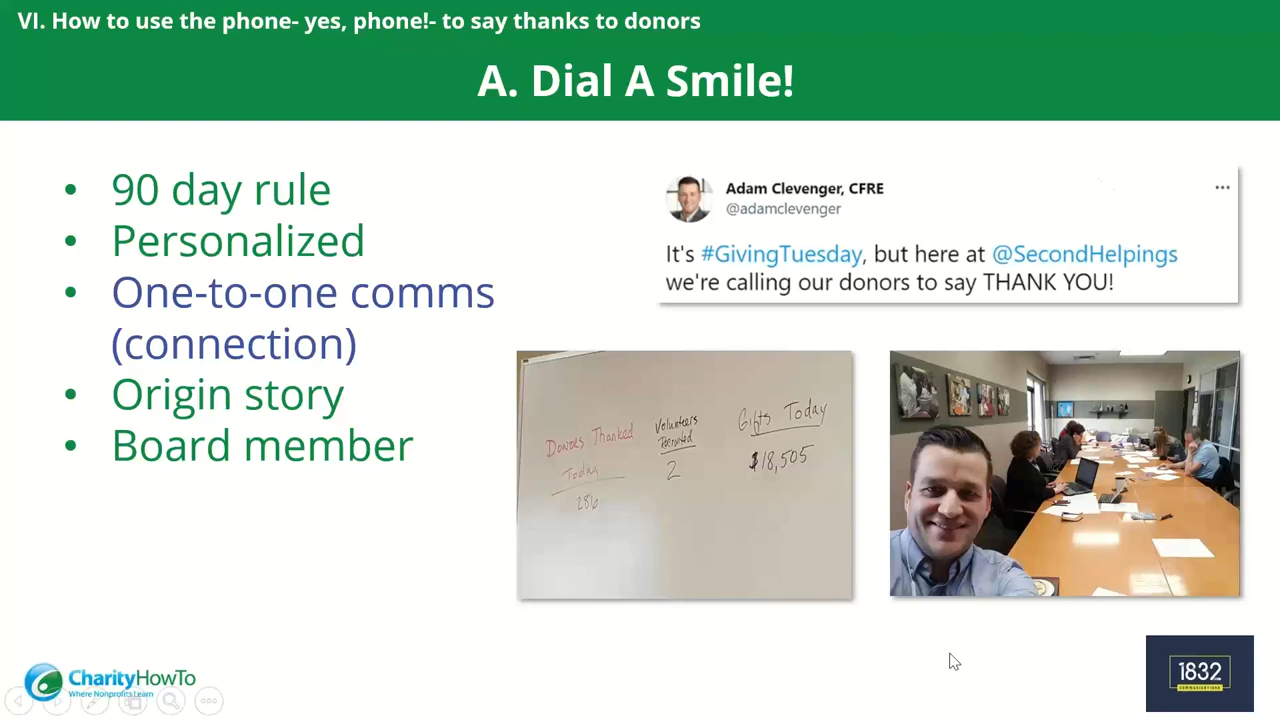 VI. How to use the phone- yes, phone!- to say thanks to donors
A. Dial A Smile!
• 90 day rule
• Personalized
• One-to-one comms
(connection)
• Origin story
• Board member
Adam Clevenger, CFRE
@adamclevenger
It's #GivingTuesday, but here at @SecondHelpings
we're calling our donors to say THANK YOU!
Donors Thanked
Today
286
Volunteers
Recruited
2
Gifts Today
$18,505
CharityHowTo
Where Nonprofits Learn
1832
COMMUNICATIONS